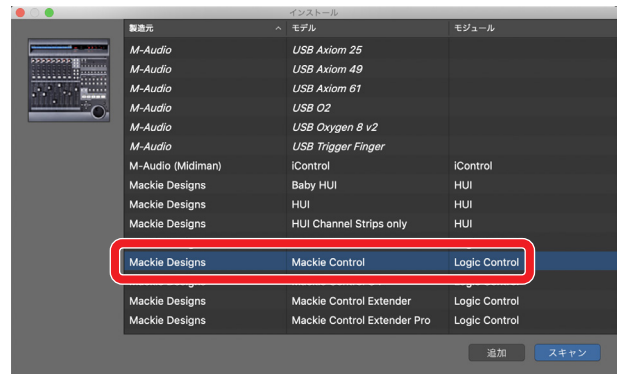 インストール
製造元 モデル モジュール
M-Audio USB Axiom 25
M-Audio USB Axiom 49
M-Audio USB Axiom 61
M-Audio USB O2
M-Audio USB Oxygen 8 v2
M-Audio USB Trigger Finger
M-Audio (Midiman) iControl iControl
Mackie Designs Baby HUI HUI
Mackie Designs HUI HUI
Mackie Designs HUI Channel Strips only HUI
Mackie Designs Mackie Control Logic Control
Mackie Designs Mackie Control Extender Logic Control
Mackie Designs Mackie Control Extender Pro Logic Control
追加 スキャン